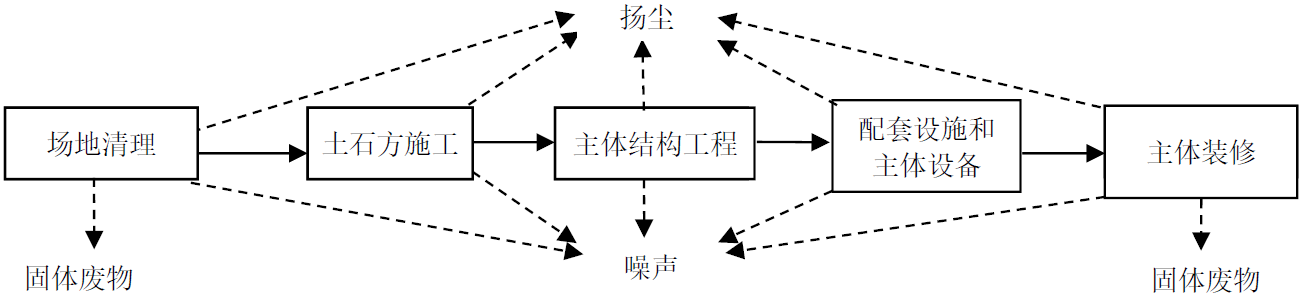 扬尘
场地清理
土石方施工
主体结构工程
配套设施和
主体设备
主体装修
固体废物
噪声
固体废物